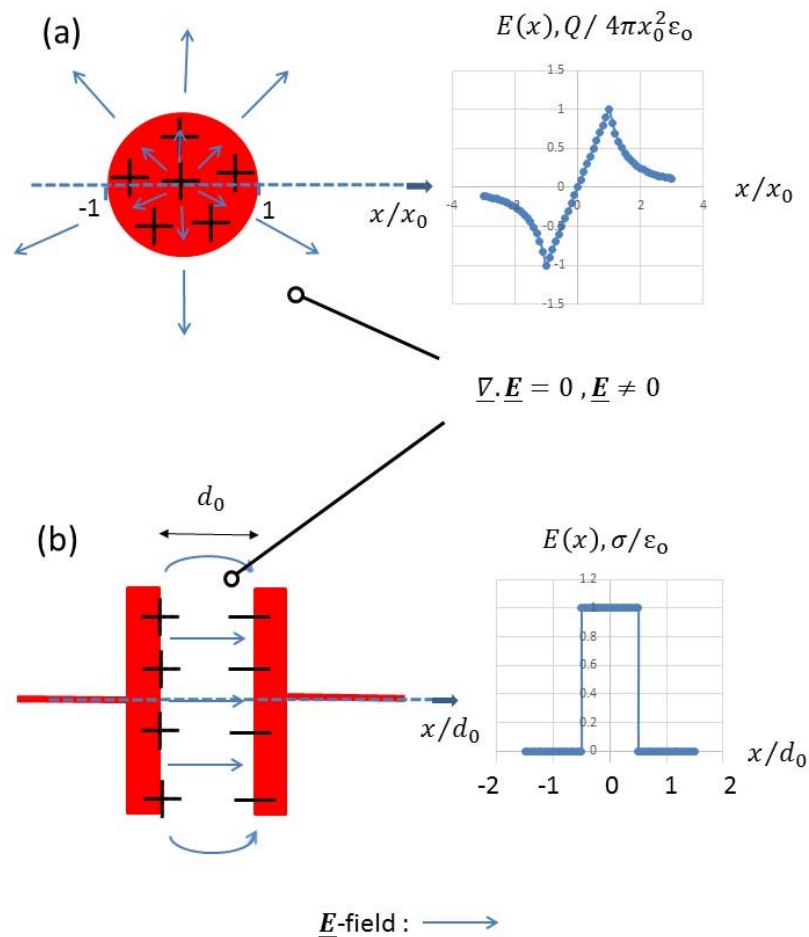 (a)
E(x), Q/ 4πx₀²ε₀
1.5
1
0.5
0
-0.5
-1
-1.5
-4
-2
0
2
4
x/x₀
-1
1
x/x₀
∇.E = 0 , E ≠ 0
d₀
(b)
E(x), σ/ε₀
1.2
1
0.8
0.6
0.4
0.2
0
x/d₀
x/d₀
-2
-1
0
1
2
E-field :